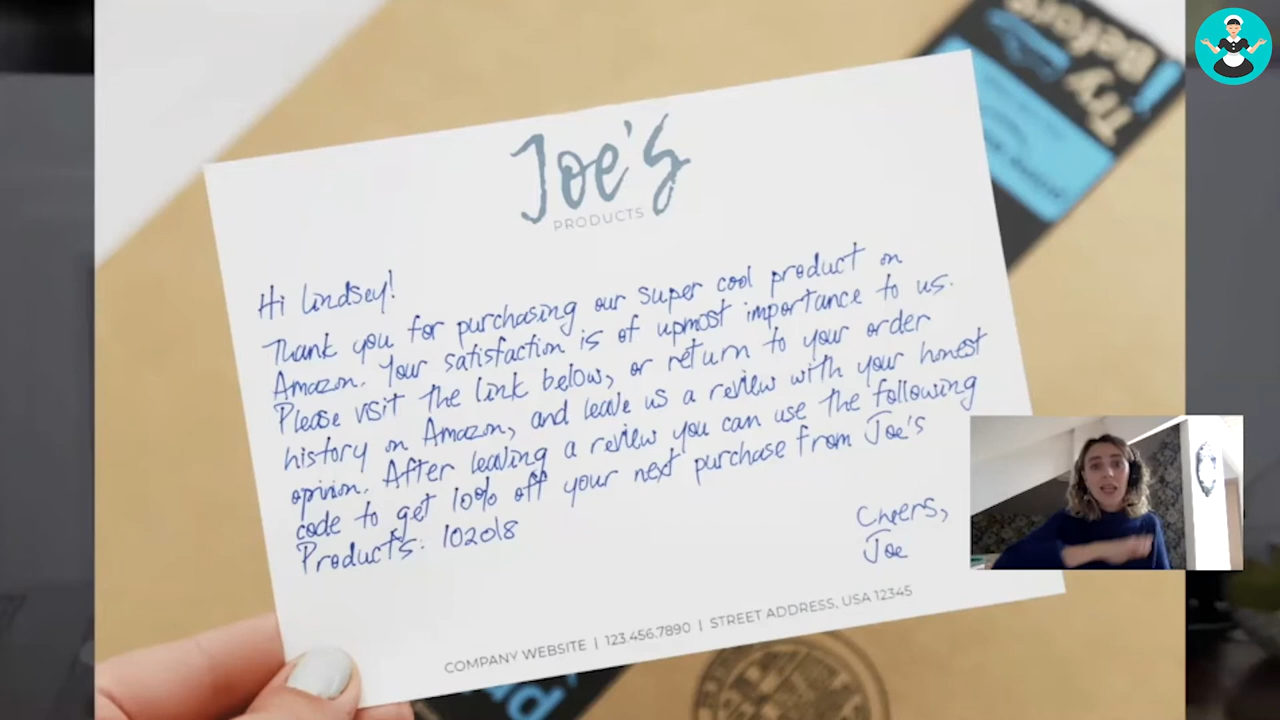 Try
Before
Joe's
PRODUCTS
Hi Lindsey!
Thank you for purchasing our super cool product on
Amazon. Your satisfaction is of upmost importance to us.
Please visit the link below, or return to your order
history on Amazon, and leave us a review with your honest
opinion. After leaving a review you can use the following
code to get 10% off your next purchase from Joe's
Products: 102018
Cheers,
Joe
COMPANY WEBSITE | 123.456.7890 | STREET ADDRESS, USA 12345